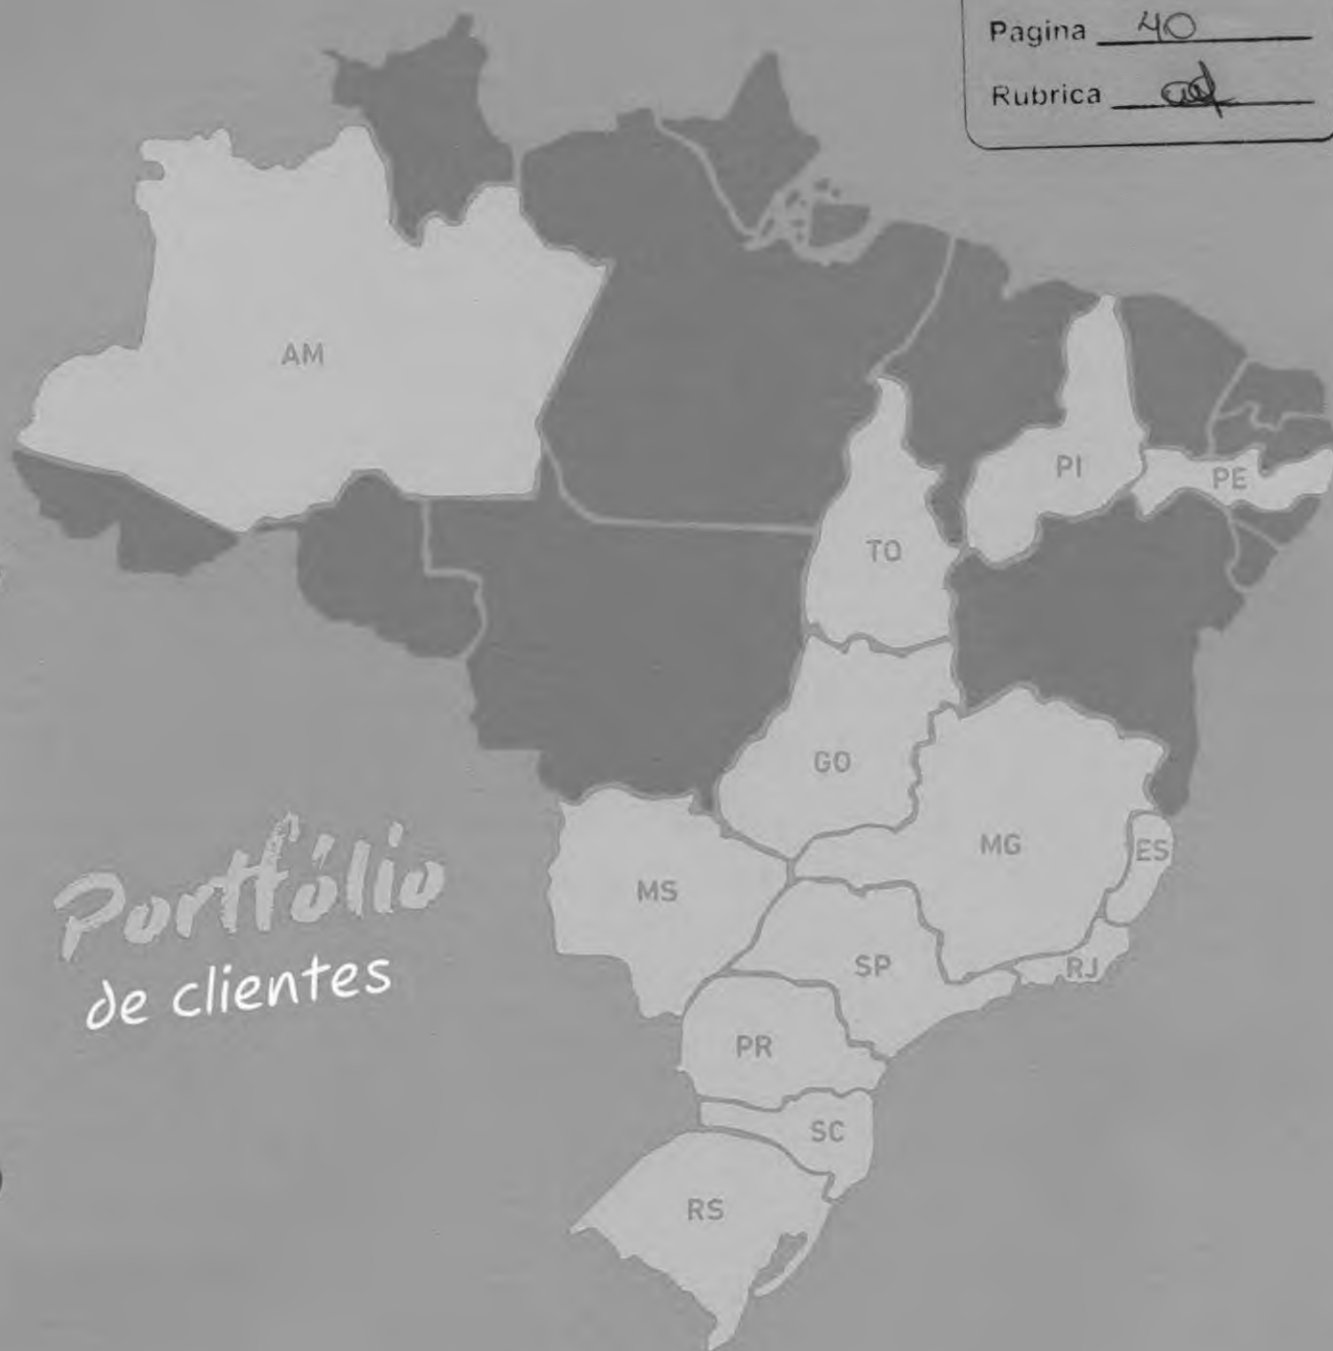 Pagina 40
Rubrica
AM
PI
PE
TO
GO
MG
ES
MS
SP
RJ
PR
SC
RS
Portfólio
de clientes